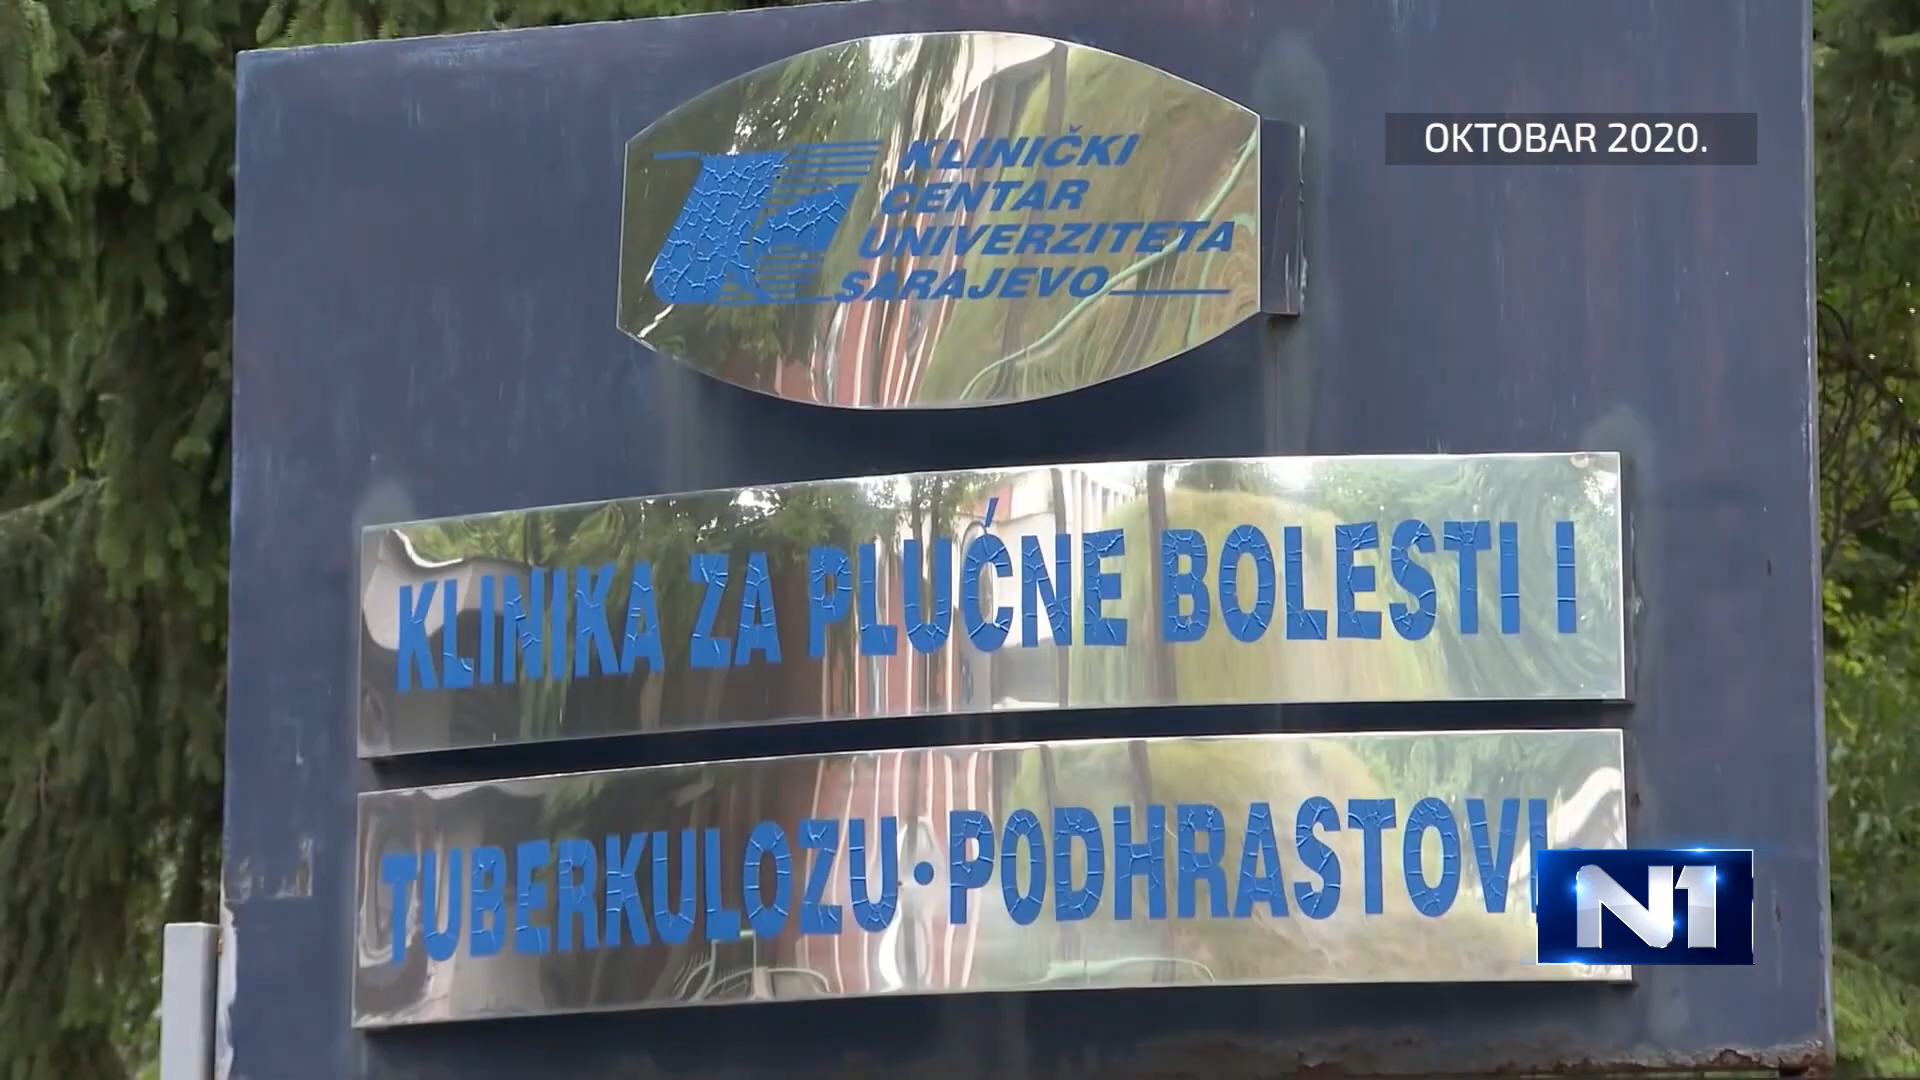 OKTOBAR 2020.
KLINIČKI
CENTAR
UNIVERZITETA
SARAJEVO
KLINIKA ZA PLUĆNE BOLESTI I
TUBERKULOZU · PODHRASTOVI
N1